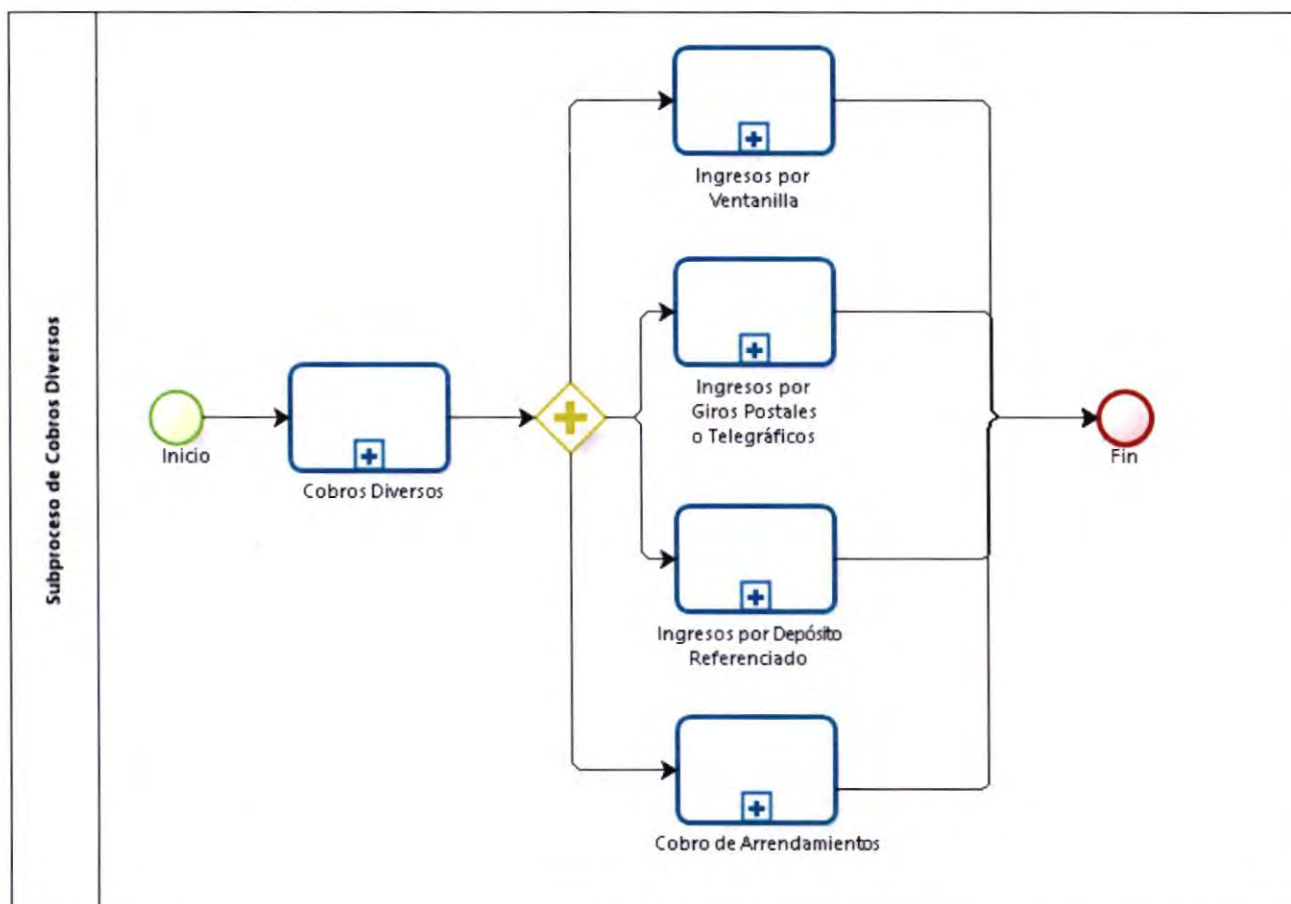 Subproceso de Cobros Diversos
Inicio
Cobros Diversos
Ingresos por
Ventanilla
Ingresos por
Giros Postales
o Telegráficos
Ingresos por Depósito
Referenciado
Cobro de Arrendamientos
Fin